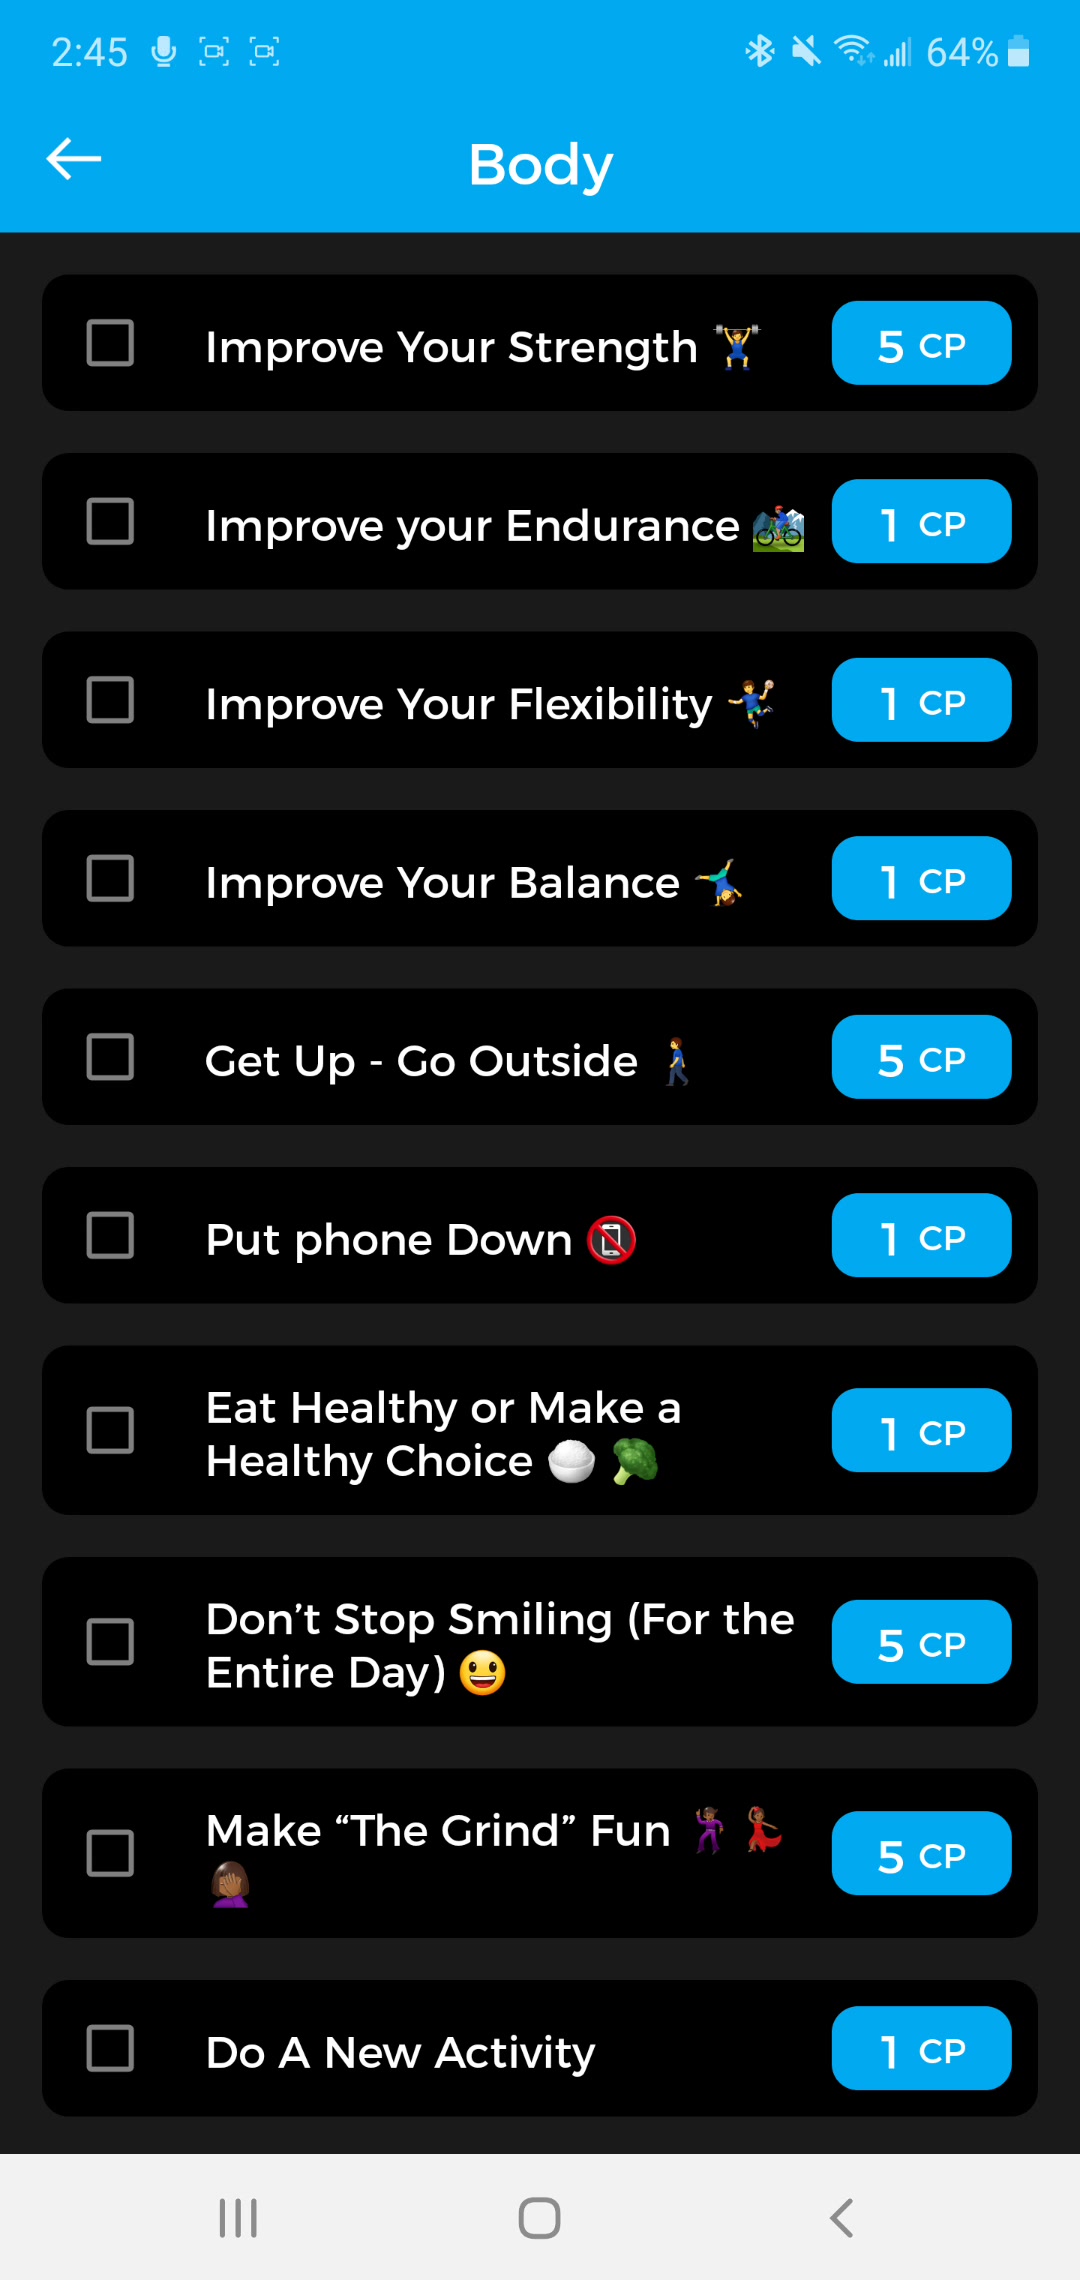 2:45
64%
Body
Improve Your Strength 🏋️‍♂️
5 CP
Improve your Endurance 🚵
1 CP
Improve Your Flexibility 🤾‍♂️
1 CP
Improve Your Balance 🤸‍♂️
1 CP
Get Up - Go Outside 🚶‍♂️
5 CP
Put phone Down 📵
1 CP
Eat Healthy or Make a
Healthy Choice 🍚 🥦
1 CP
Don’t Stop Smiling (For the
Entire Day) 😃
5 CP
Make “The Grind” Fun 🕺🏾 💃🏾
🤦🏾‍♀️
5 CP
Do A New Activity
1 CP